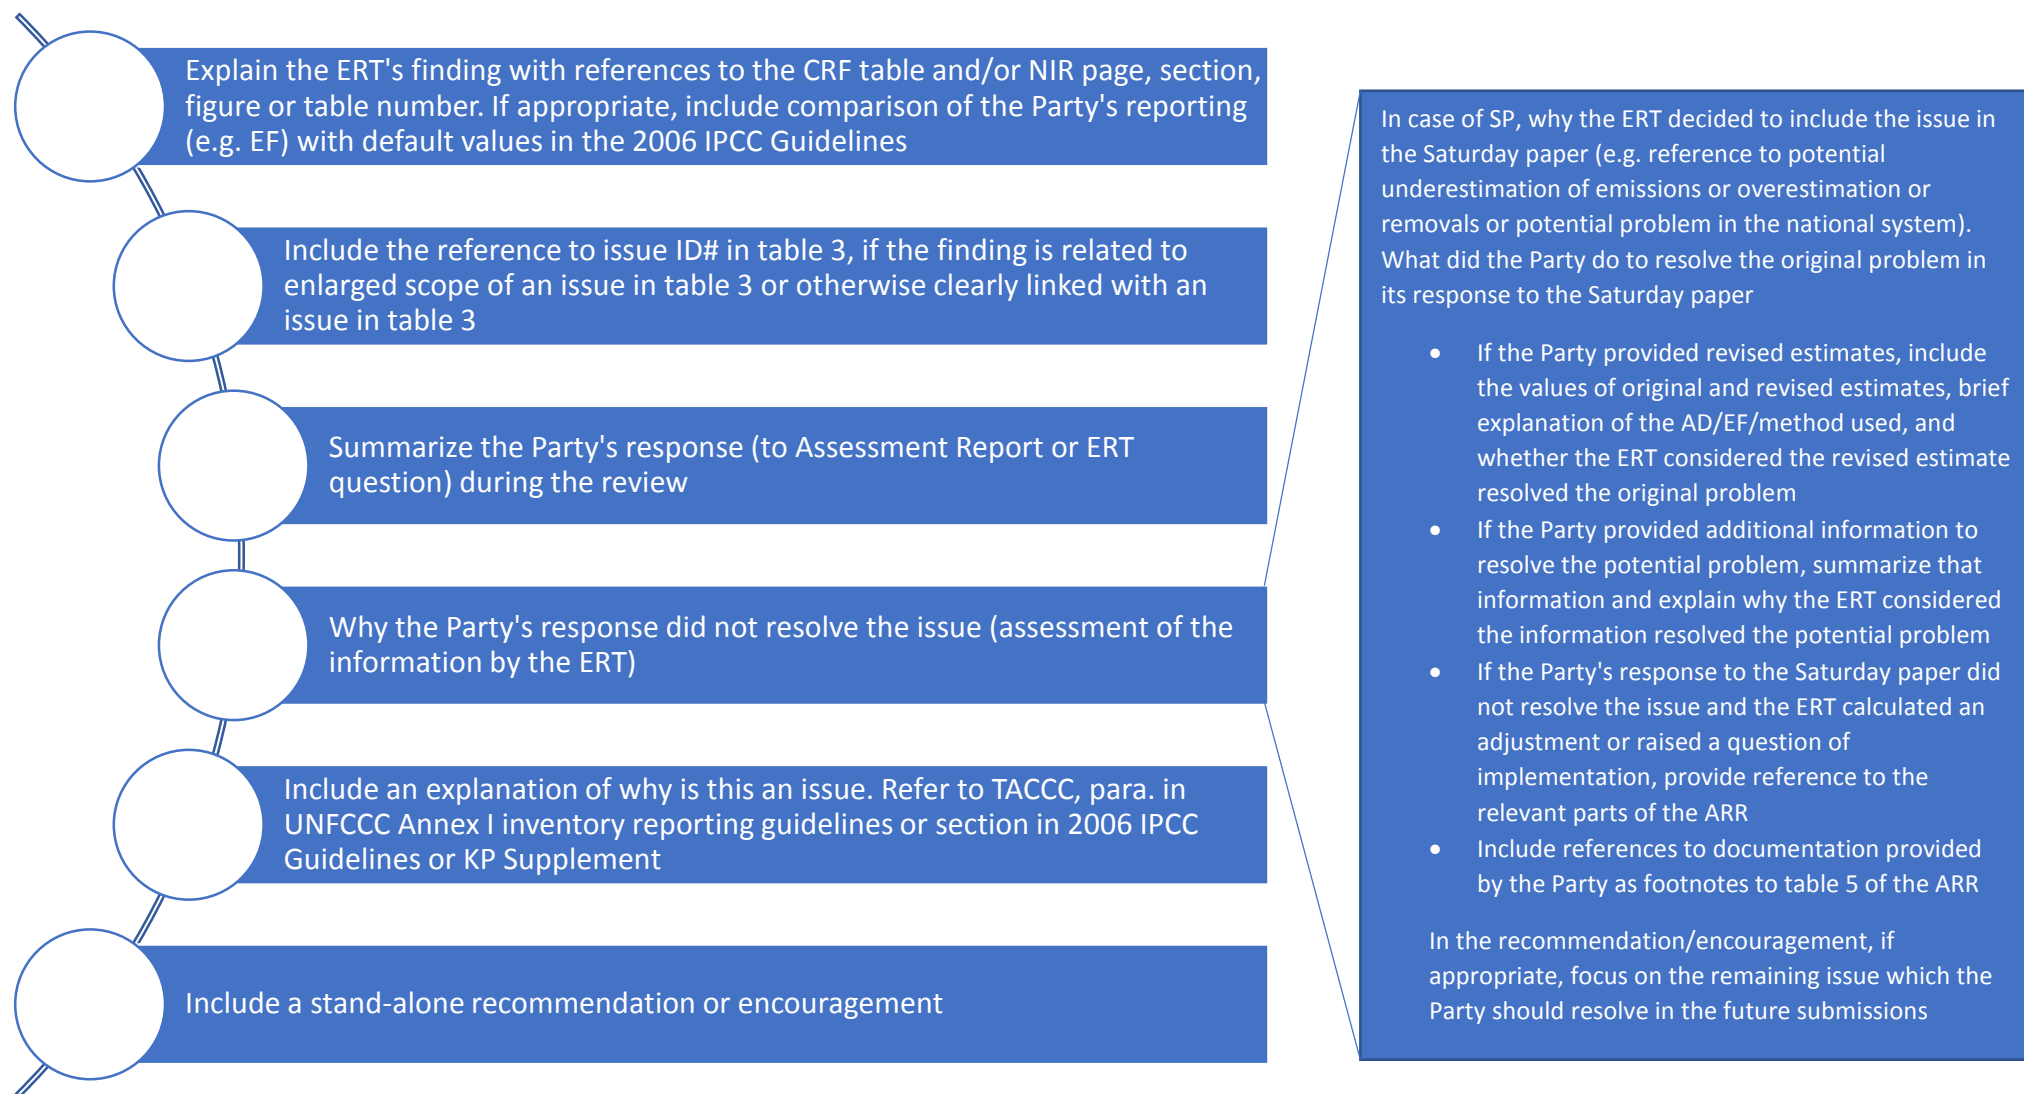 Explain the ERT's finding with references to the CRF table and/or NIR page, section,
figure or table number. If appropriate, include comparison of the Party's reporting
(e.g. EF) with default values in the 2006 IPCC Guidelines
Include the reference to issue ID# in table 3, if the finding is related to
enlarged scope of an issue in table 3 or otherwise clearly linked with an
issue in table 3
Summarize the Party's response (to Assessment Report or ERT
question) during the review
Why the Party's response did not resolve the issue (assessment of the
information by the ERT)
Include an explanation of why is this an issue. Refer to TACCC, para. in
UNFCCC Annex I inventory reporting guidelines or section in 2006 IPCC
Guidelines or KP Supplement
Include a stand-alone recommendation or encouragement
In case of SP, why the ERT decided to include the issue in
the Saturday paper (e.g. reference to potential
underestimation of emissions or overestimation or
removals or potential problem in the national system).
What did the Party do to resolve the original problem in
its response to the Saturday paper
• If the Party provided revised estimates, include
the values of original and revised estimates, brief
explanation of the AD/EF/method used, and
whether the ERT considered the revised estimate
resolved the original problem
• If the Party provided additional information to
resolve the potential problem, summarize that
information and explain why the ERT considered
the information resolved the potential problem
• If the Party's response to the Saturday paper did
not resolve the issue and the ERT calculated an
adjustment or raised a question of
implementation, provide reference to the
relevant parts of the ARR
• Include references to documentation provided
by the Party as footnotes to table 5 of the ARR
In the recommendation/encouragement, if
appropriate, focus on the remaining issue which the
Party should resolve in the future submissions